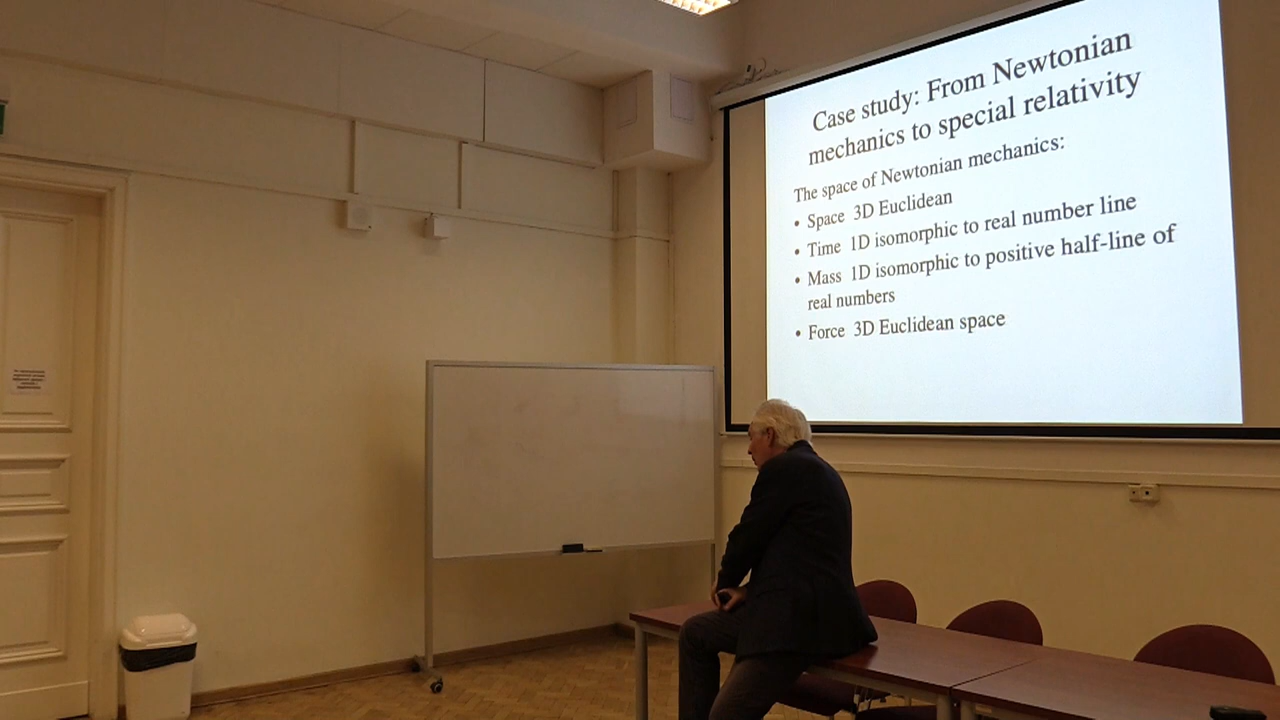 Case study: From Newtonian
mechanics to special relativity
The space of Newtonian mechanics:
• Space 3D Euclidean
• Time 1D isomorphic to real number line
• Mass 1D isomorphic to positive half-line of
real numbers
• Force 3D Euclidean space